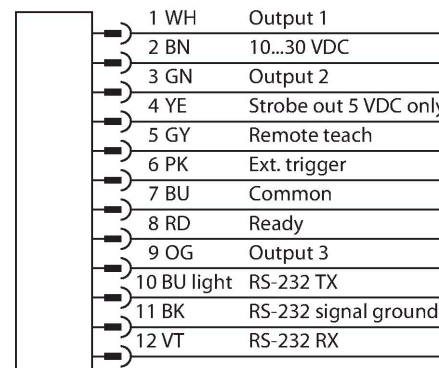 1 WH Output 1
2 BN 10...30 VDC
3 GN Output 2
4 YE Strobe out 5 VDC only
5 GY Remote teach
6 PK Ext. trigger
7 BU Common
8 RD Ready
9 OG Output 3
10 BU light RS-232 TX
11 BK RS-232 signal ground
12 VT RS-232 RX